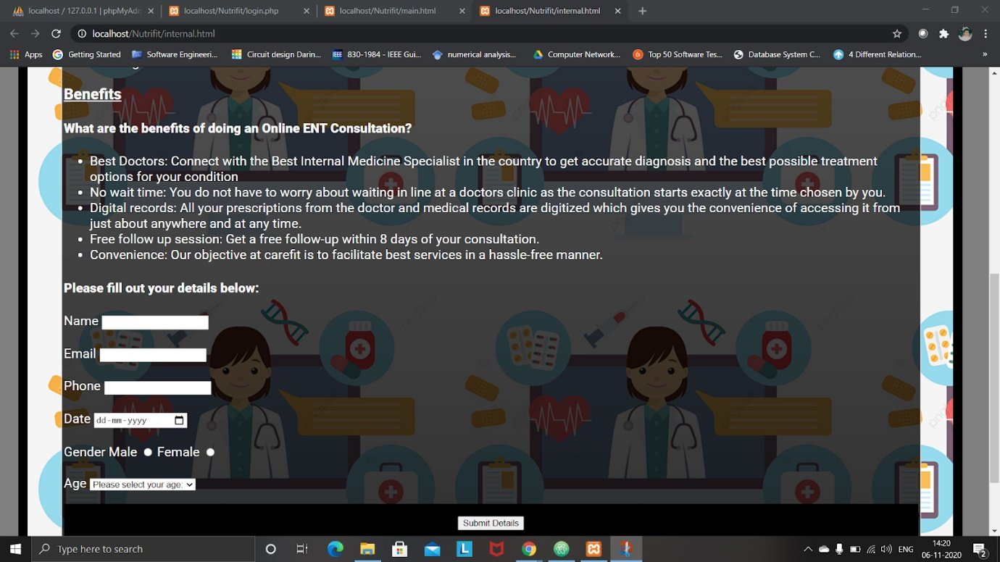 localhost / 127.0.0.1 | phpMyAdm
localhost/Nutrifit/login.php
localhost/Nutrifit/main.html
localhost/Nutrifit/internal.html
localhost/Nutrifit/internal.html
Apps
Getting Started
Software Engineeri...
Circuit design Darin...
IEEE
830-1984 - IEEE Gui...
numerical analysis...
Computer Network...
Top 50 Software Tes...
Database System C...
4 Different Relation...
»
Benefits
What are the benefits of doing an Online ENT Consultation?
• Best Doctors: Connect with the Best Internal Medicine Specialist in the country to get accurate diagnosis and the best possible treatment
options for your condition
• No wait time: You do not have to worry about waiting in line at a doctors clinic as the consultation starts exactly at the time chosen by you.
• Digital records: All your prescriptions from the doctor and medical records are digitized which gives you the convenience of accessing it from
just about anywhere and at any time.
• Free follow up session: Get a free follow-up within 8 days of your consultation.
• Convenience: Our objective at carefit is to facilitate best services in a hassle-free manner.
Please fill out your details below:
Name
Email
Phone
Date dd-mm-yyyy
Gender Male Female
Age Please select your age:
Submit Details
Type here to search
L
ENG
14:20
06-11-2020
2